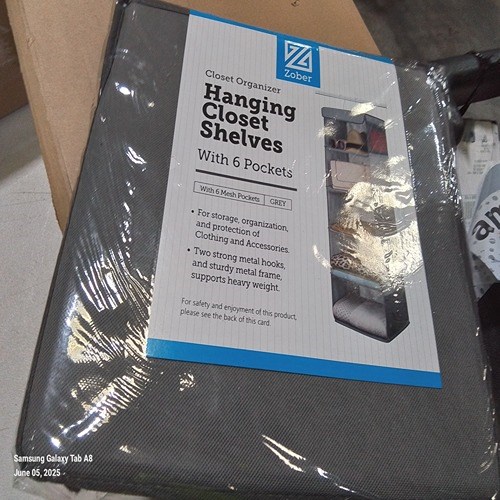 Zober
Closet Organizer
Hanging
Closet
Shelves
With 6 Pockets
With 6 Mesh Pockets GREY
• For storage, organization,
and protection of
Clothing and Accessories.
• Two strong metal hooks,
and sturdy metal frame,
supports heavy weight.
For safety and enjoyment of this product,
please see the back of this card.
Samsung Galaxy Tab A8
June 05, 2025